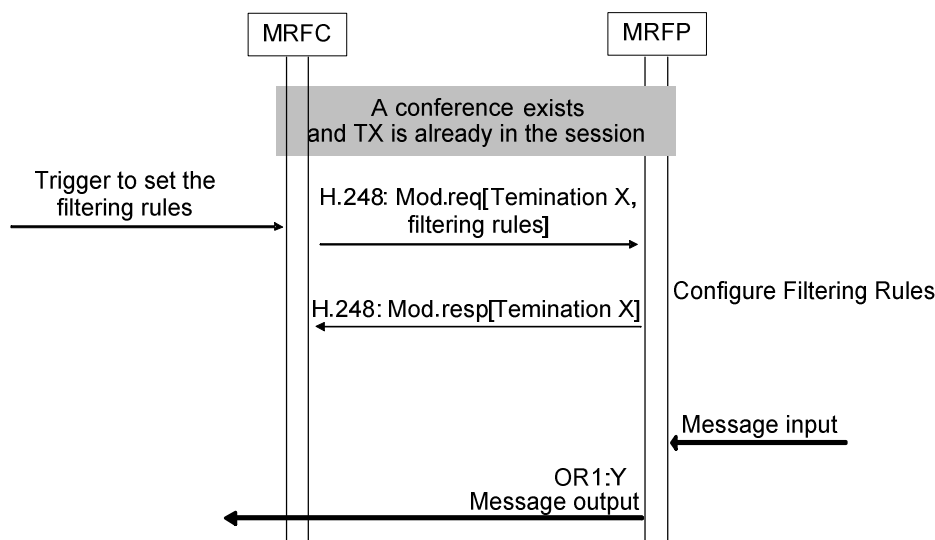 MRFC
MRFP
A conference exists
and TX is already in the session
Trigger to set the
filtering rules
H.248: Mod.req[Temination X,
filtering rules]
Configure Filtering Rules
H.248: Mod.resp[Temination X]
Message input
OR1:Y
Message output